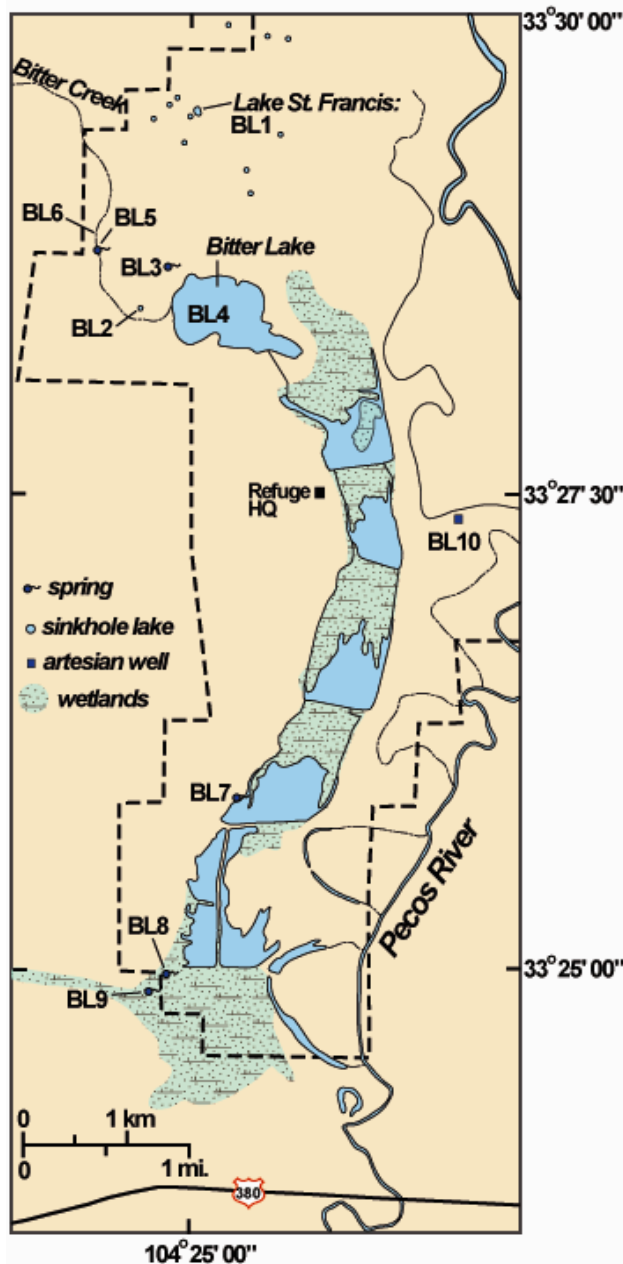 33°30' 00"
Bitter Creek
Lake St. Francis:
BL1
BL6
BL5
Bitter Lake
BL3
BL4
BL2
33°27' 30"
Refuge
HQ
BL10
spring
sinkhole lake
artesian well
wetlands
BL7
Pecos River
BL8
33°25' 00"
BL9
0 1 km
0 1 mi.
380
104°25' 00"